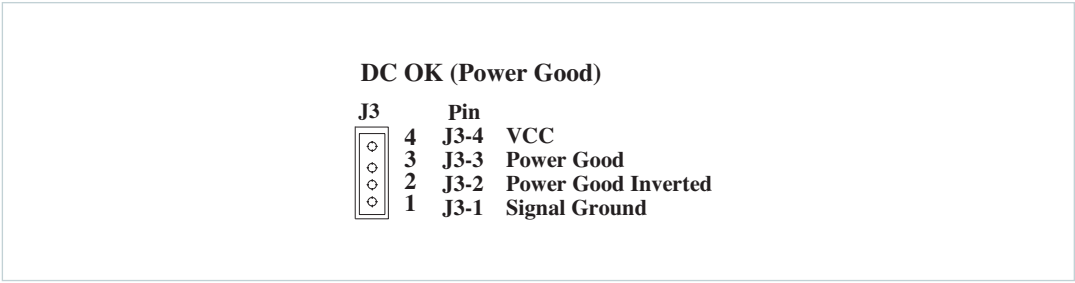 DC OK (Power Good)
J3 Pin
4 J3-4 VCC
3 J3-3 Power Good
2 J3-2 Power Good Inverted
1 J3-1 Signal Ground